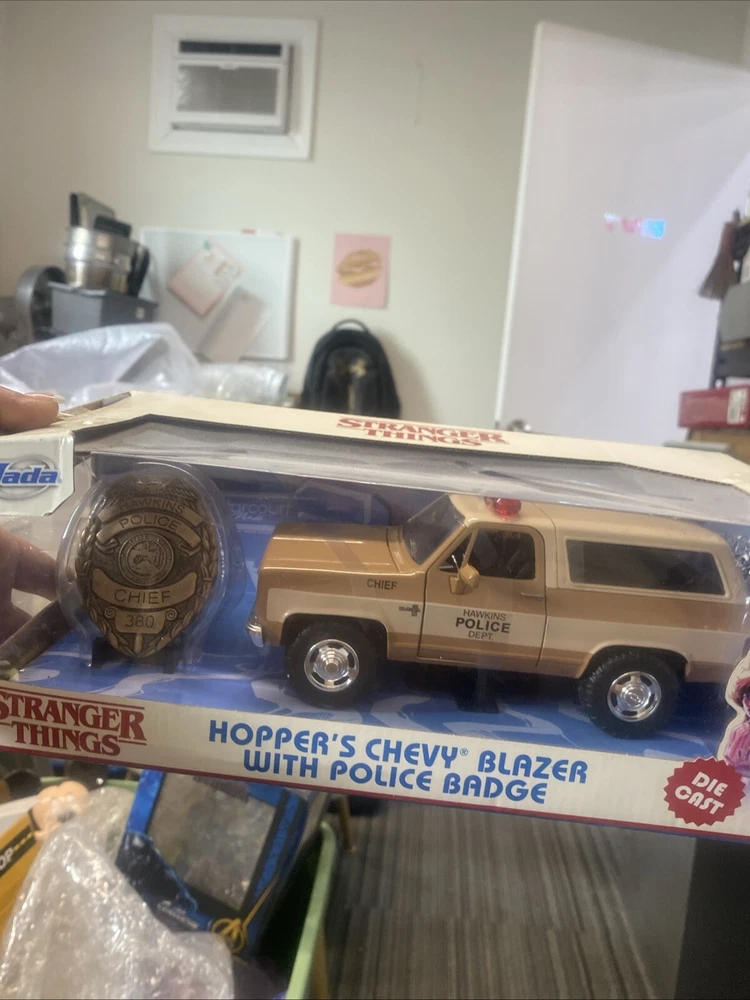 STRANGER
THINGS
Jada
HAWKINS
POLICE
CHIEF
380
CHIEF
HAWKINS
POLICE
DEPT.
STRANGER
THINGS
HOPPER'S CHEVY® BLAZER
WITH POLICE BADGE
DIE
CAST